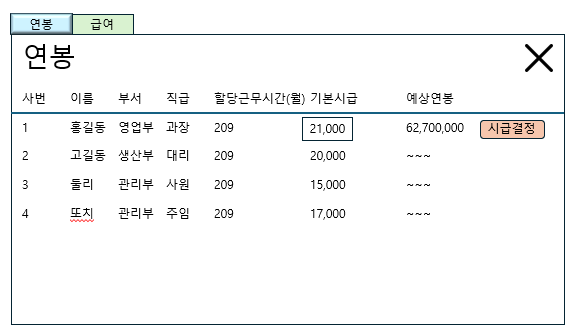 연봉 급여
연봉
사번 이름 부서 직급 할당근무시간(월) 기본시급 예상연봉
1 홍길동 영업부 과장 209 21,000 62,700,000 시급결정
2 고길동 생산부 대리 209 20,000 ~~~
3 둘리 관리부 사원 209 15,000 ~~~
4 또치 관리부 주임 209 17,000 ~~~